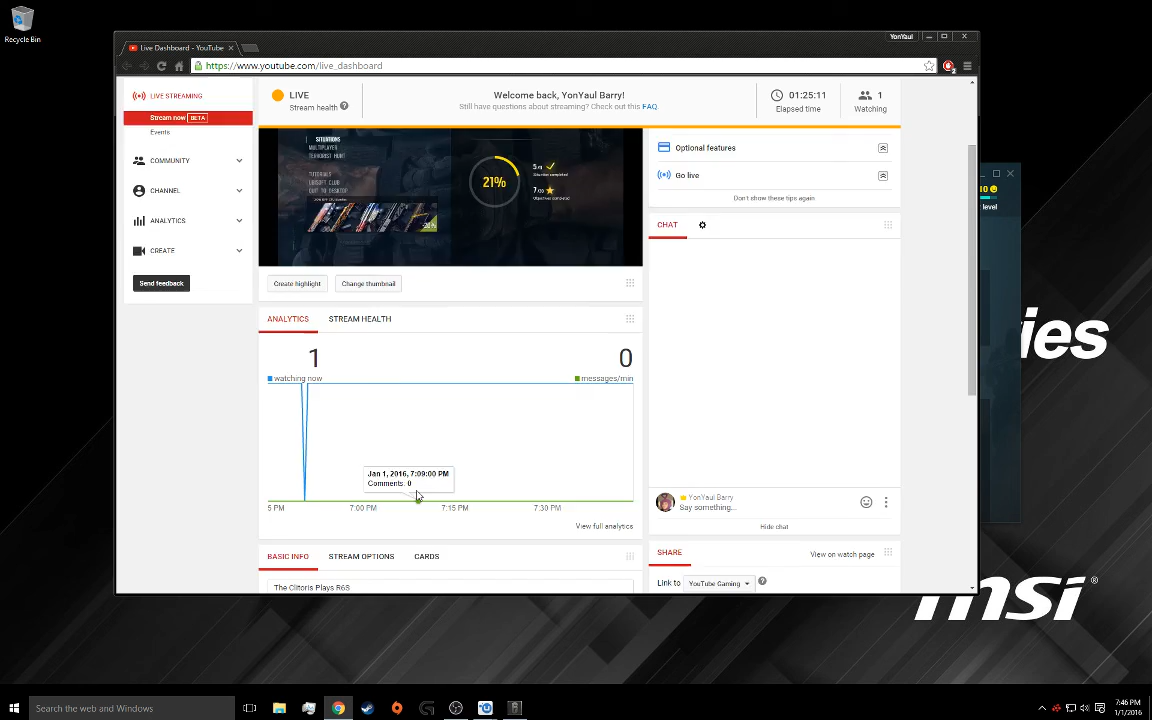 Recycle Bin
YonYaul
Live Dashboard - YouTube
https://www.youtube.com/live_dashboard
LIVE STREAMING
Stream now BETA
Events
COMMUNITY
CHANNEL
ANALYTICS
CREATE
Send feedback
LIVE
Stream health
Welcome back, YonYaul Barry!
Still have questions about streaming? Check out this FAQ.
01:25:11
Elapsed time
1
Watching
SITUATIONS
MULTIPLAYER
TERRORIST HUNT
TUTORIALS
UBISOFT CLUB
QUIT TO DESKTOP
21%
Situation completed
Objectives completed
Create highlight
Change thumbnail
ANALYTICS
STREAM HEALTH
1
watching now
0
messages/min
Jan 1, 2016, 7:09:00 PM
Comments: 0
5 PM
7:00 PM
7:15 PM
7:30 PM
View full analytics
BASIC INFO
STREAM OPTIONS
CARDS
The Clitoris Plays R6S
Optional features
Go live
Don't show these tips again
CHAT
YonYaul Barry
Say something...
Hide chat
SHARE
View on watch page
Link to
YouTube Gaming
level
ies
msi
Search the web and Windows
7:46 PM
1/1/2016